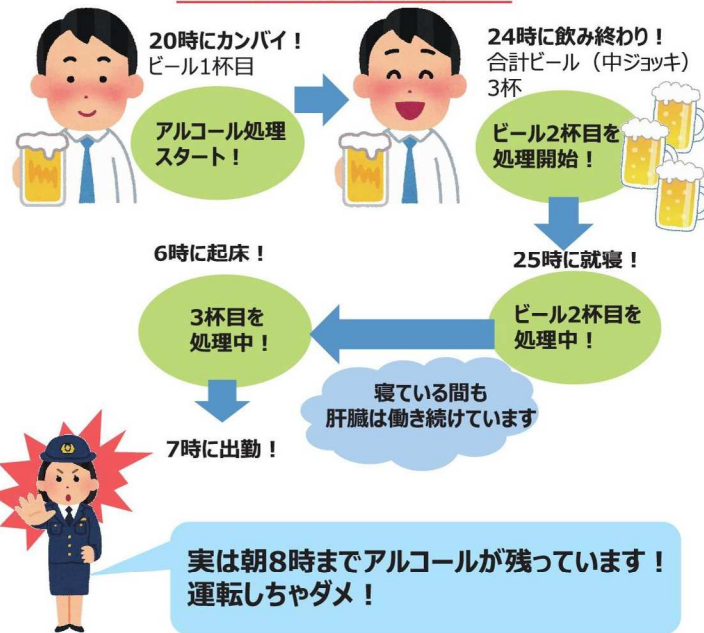 20時にカンバイ！
ビール1杯目
アルコール処理
スタート！
24時に飲み終わり！
合計ビール（中ジョッキ）
3杯
ビール2杯目を
処理開始！
25時に就寝！
ビール2杯目を
処理中！
寝ている間も
肝臓は働き続けています
6時に起床！
3杯目を
処理中！
7時に出勤！
実は朝8時までアルコールが残っています！
運転しちゃダメ！